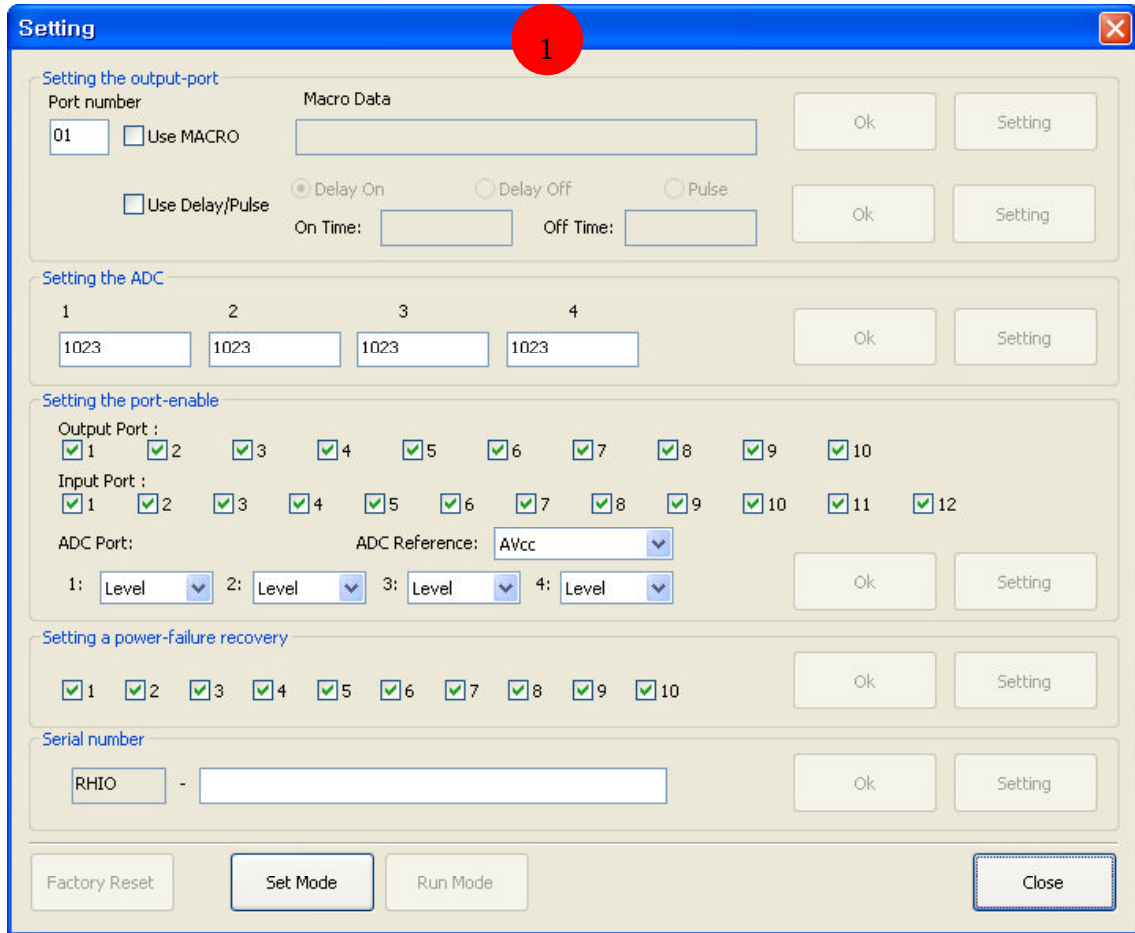 Setting
1
Setting the output-port
Port number
Macro Data
01
Use MACRO
Ok
Setting
Use Delay/Pulse
Delay On
Delay Off
Pulse
On Time:
Off Time:
Ok
Setting
Setting the ADC
1 2 3 4
1023 1023 1023 1023
Ok
Setting
Setting the port-enable
Output Port :
1 2 3 4 5 6 7 8 9 10
Input Port :
1 2 3 4 5 6 7 8 9 10 11 12
ADC Port:
ADC Reference: AVcc
1: Level 2: Level 3: Level 4: Level
Ok
Setting
Setting a power-failure recovery
1 2 3 4 5 6 7 8 9 10
Ok
Setting
Serial number
RHIO -
Ok
Setting
Factory Reset
Set Mode
Run Mode
Close